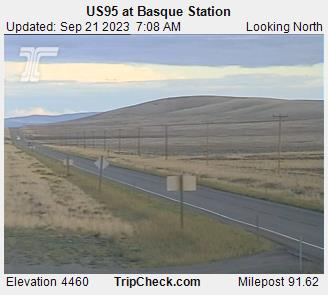 US95 at Basque Station
Updated: Sep 21 2023 7:08 AM Looking North
Elevation 4460 TripCheck.com Milepost 91.62